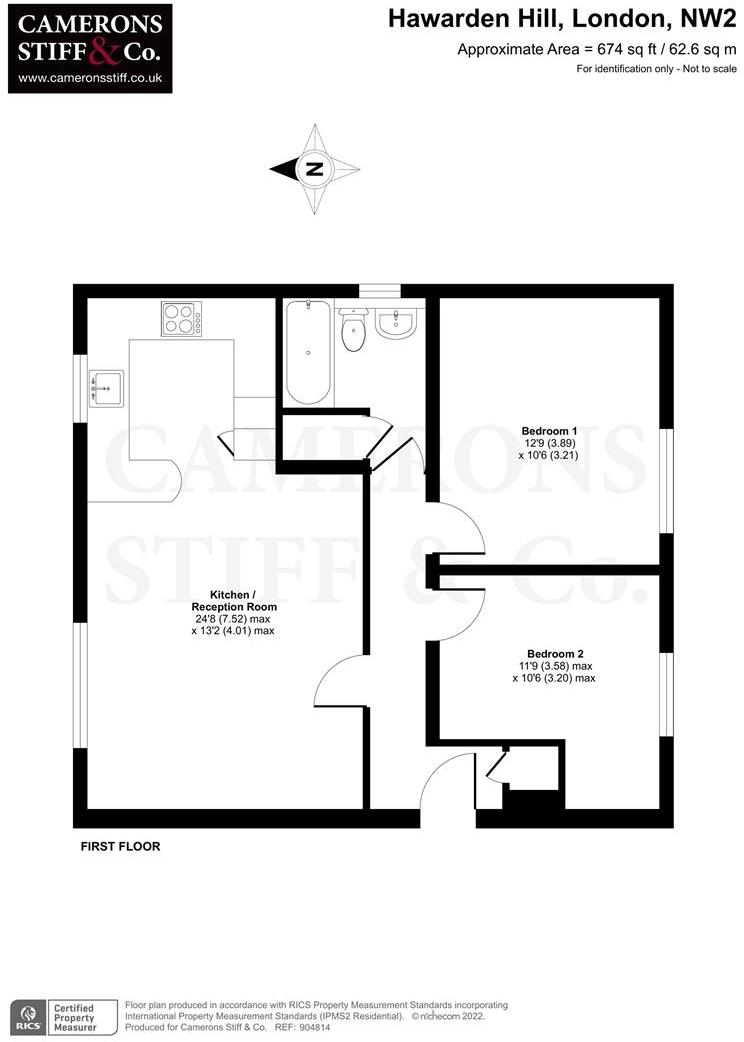 CAMERONS
STIFF & Co.
www.cameronsstiff.co.uk
Hawarden Hill, London, NW2
Approximate Area = 674 sq ft / 62.6 sq m
For identification only - Not to scale
N
CAMERONS
STIFF & Co.
Bedroom 1
12'9 (3.89)
x 10'6 (3.21)
Kitchen /
Reception Room
24'8 (7.52) max
x 13'2 (4.01) max
Bedroom 2
11'9 (3.58) max
x 10'6 (3.20) max
FIRST FLOOR
RICS
Certified
Property
Measurer
Floor plan produced in accordance with RICS Property Measurement Standards incorporating
International Property Measurement Standards (IPMS2 Residential). © nichecom 2022.
Produced for Camerons Stiff & Co. REF: 904814